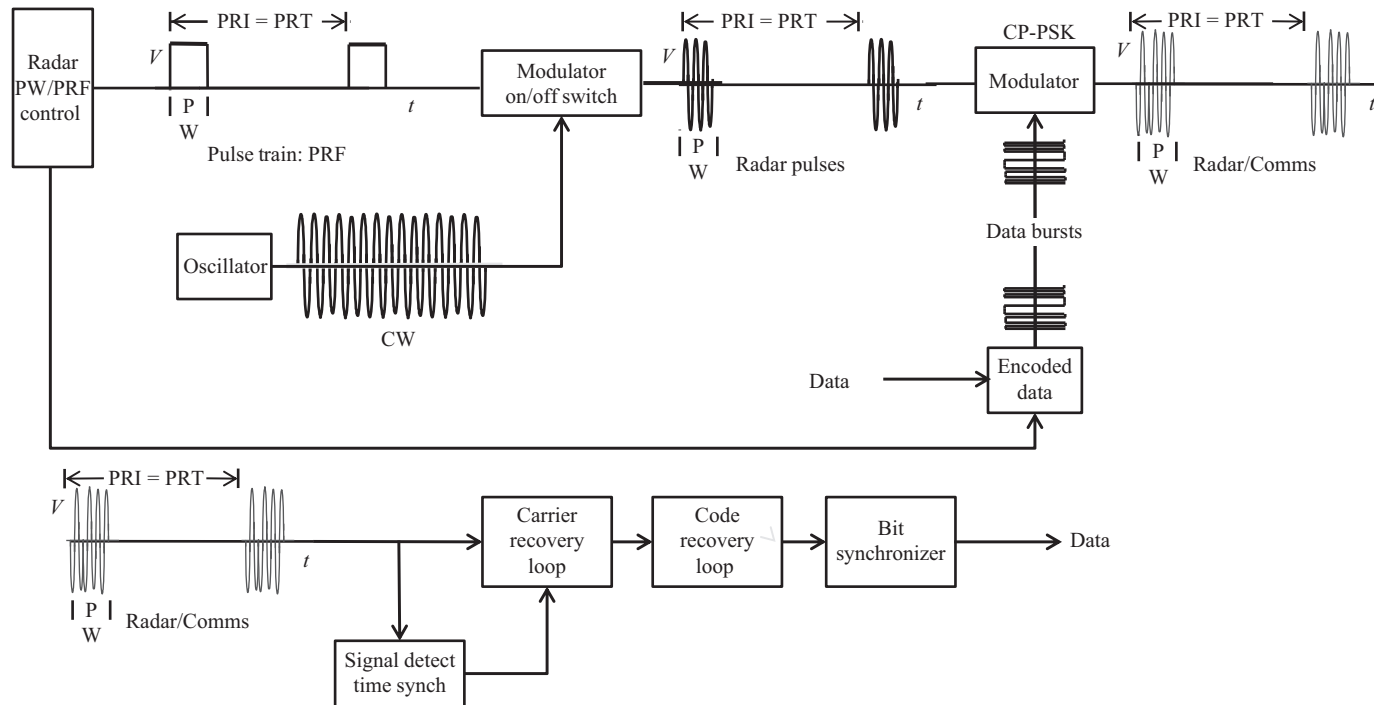 PRI = PRT
PRI = PRT
PRI = PRT
CP-PSK
Radar
PW/PRF
control
V
P
W
t
Pulse train: PRF
Modulator
on/off switch
V
P
W
t
Radar pulses
Modulator
V
P
W
t
Radar/Comms
Data bursts
Oscillator
CW
Data
Encoded
data
PRI = PRT
V
P
W
t
Radar/Comms
Carrier
recovery
loop
Code
recovery
loop
Bit
synchronizer
Data
Signal detect
time synch